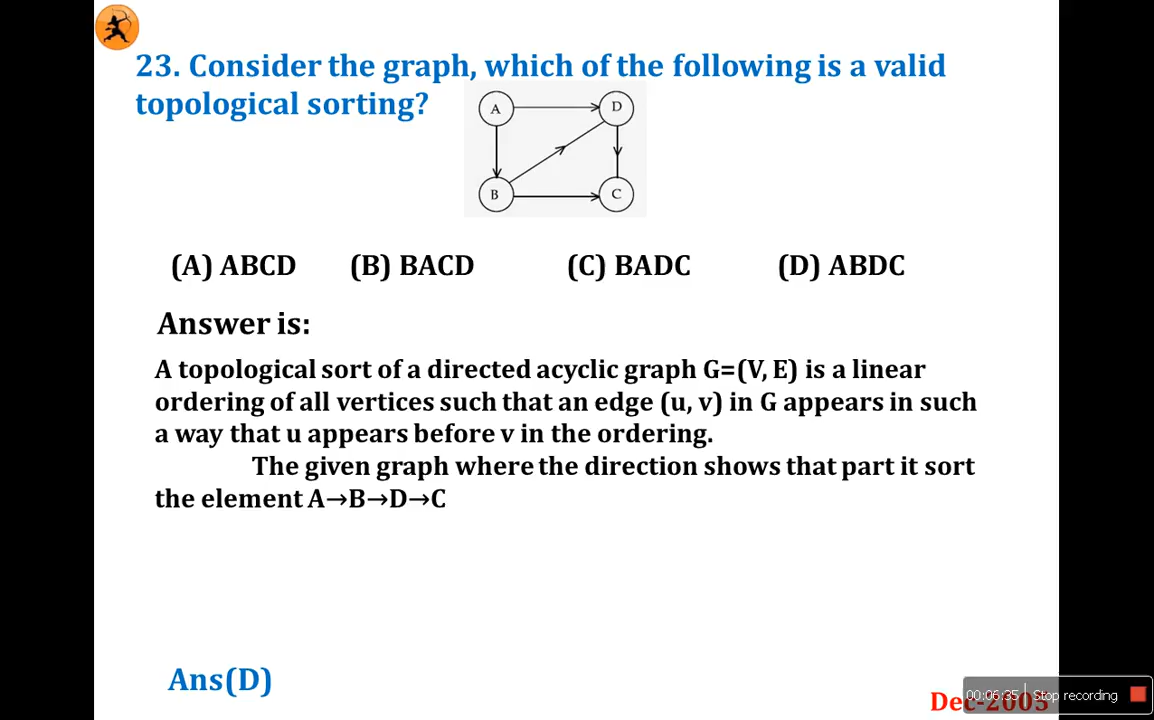 23. Consider the graph, which of the following is a valid
topological sorting?
A D
B C
(A) ABCD (B) BACD (C) BADC (D) ABDC
Answer is:
A topological sort of a directed acyclic graph G=(V, E) is a linear
ordering of all vertices such that an edge (u, v) in G appears in such
a way that u appears before v in the ordering.
The given graph where the direction shows that part it sort
the element A→B→D→C
Ans(D)
00:06:35 Stop recording